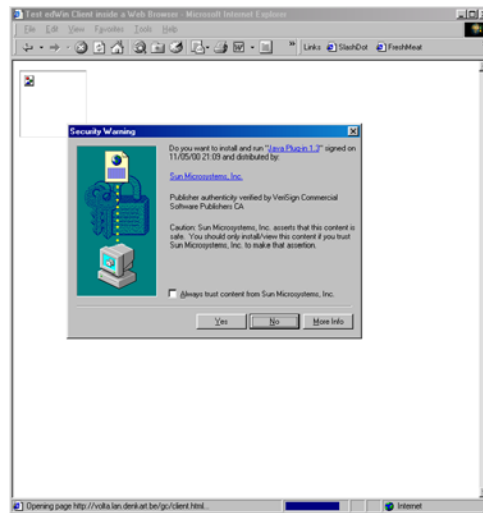 Test edWin Client inside a Web Browser - Microsoft Internet Explorer
File Edit View Favorites Tools Help
» Links SlashDot FreshMeat
Security Warning
Do you want to install and run "Java Plug-in 1.3" signed on
11/05/00 21:09 and distributed by:
Sun Microsystems, Inc.
Publisher authenticity verified by VeriSign Commercial
Software Publishers CA
Caution: Sun Microsystems, Inc. asserts that this content is
safe. You should only install/view this content if you trust
Sun Microsystems, Inc. to make that assertion.
Always trust content from Sun Microsystems, Inc.
Yes No More Info
Opening page http://volta.lan.denkart.be/gc/client.html... Internet